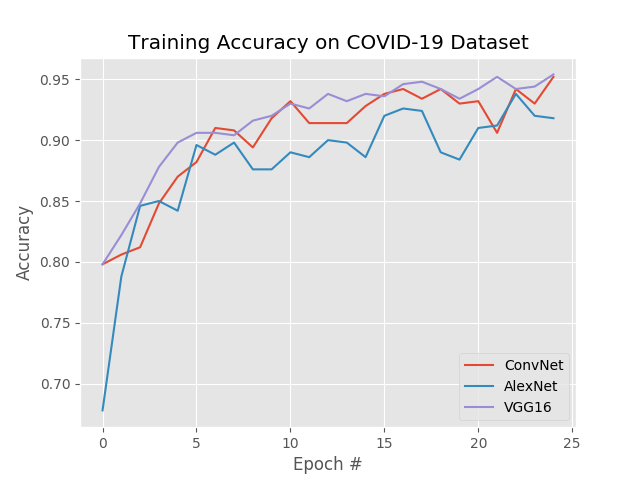 Training Accuracy on COVID-19 Dataset
0.95
0.90
0.85
0.80
0.75
0.70
Accuracy
ConvNet
AlexNet
VGG16
0 5 10 15 20 25
Epoch #